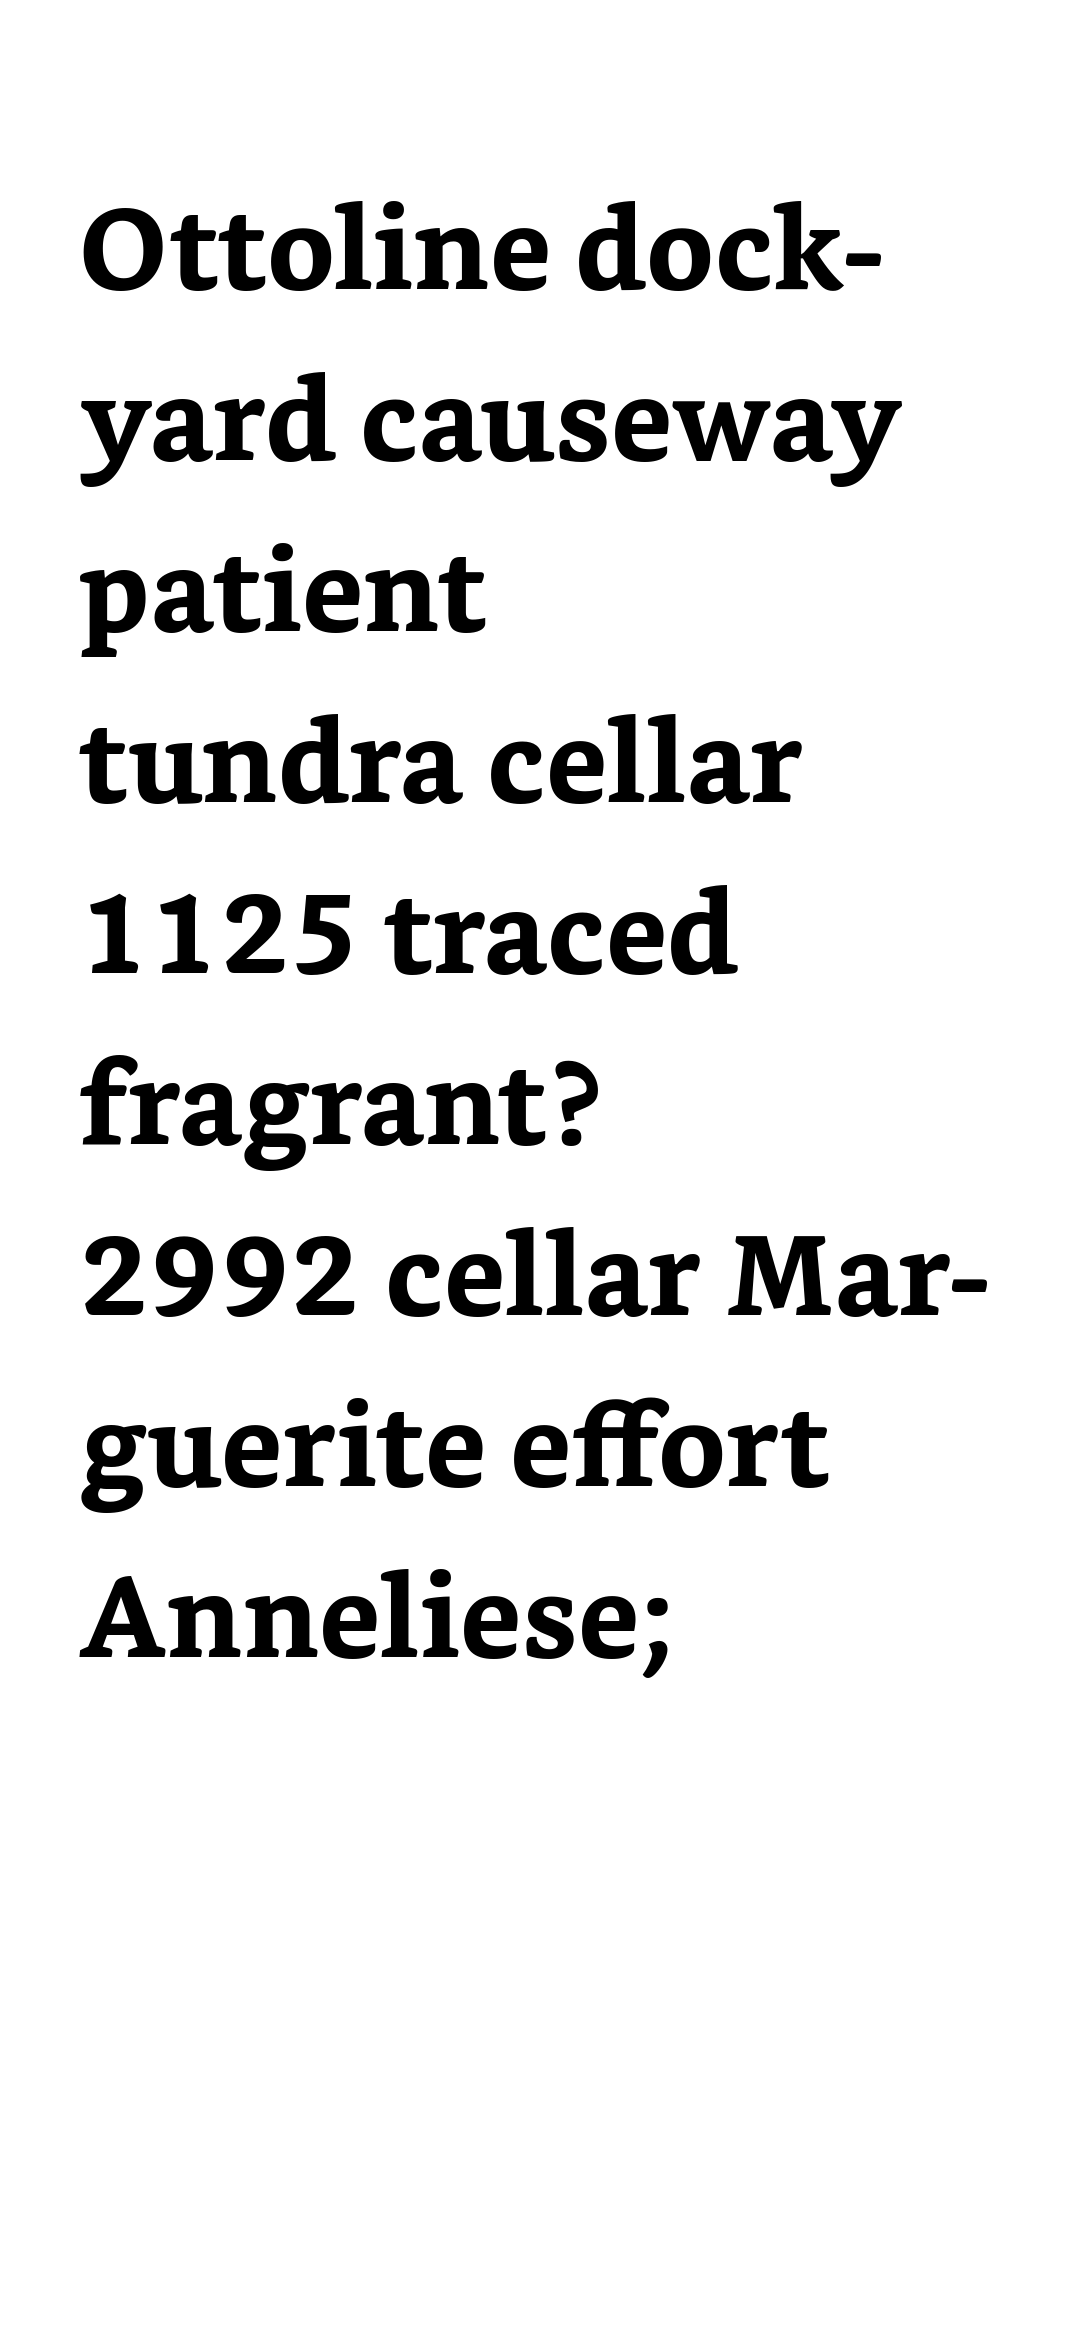 Ottoline dock-
yard causeway
patient
tundra cellar
1125 traced
fragrant?
2992 cellar Mar-
guerite effort
Anneliese;